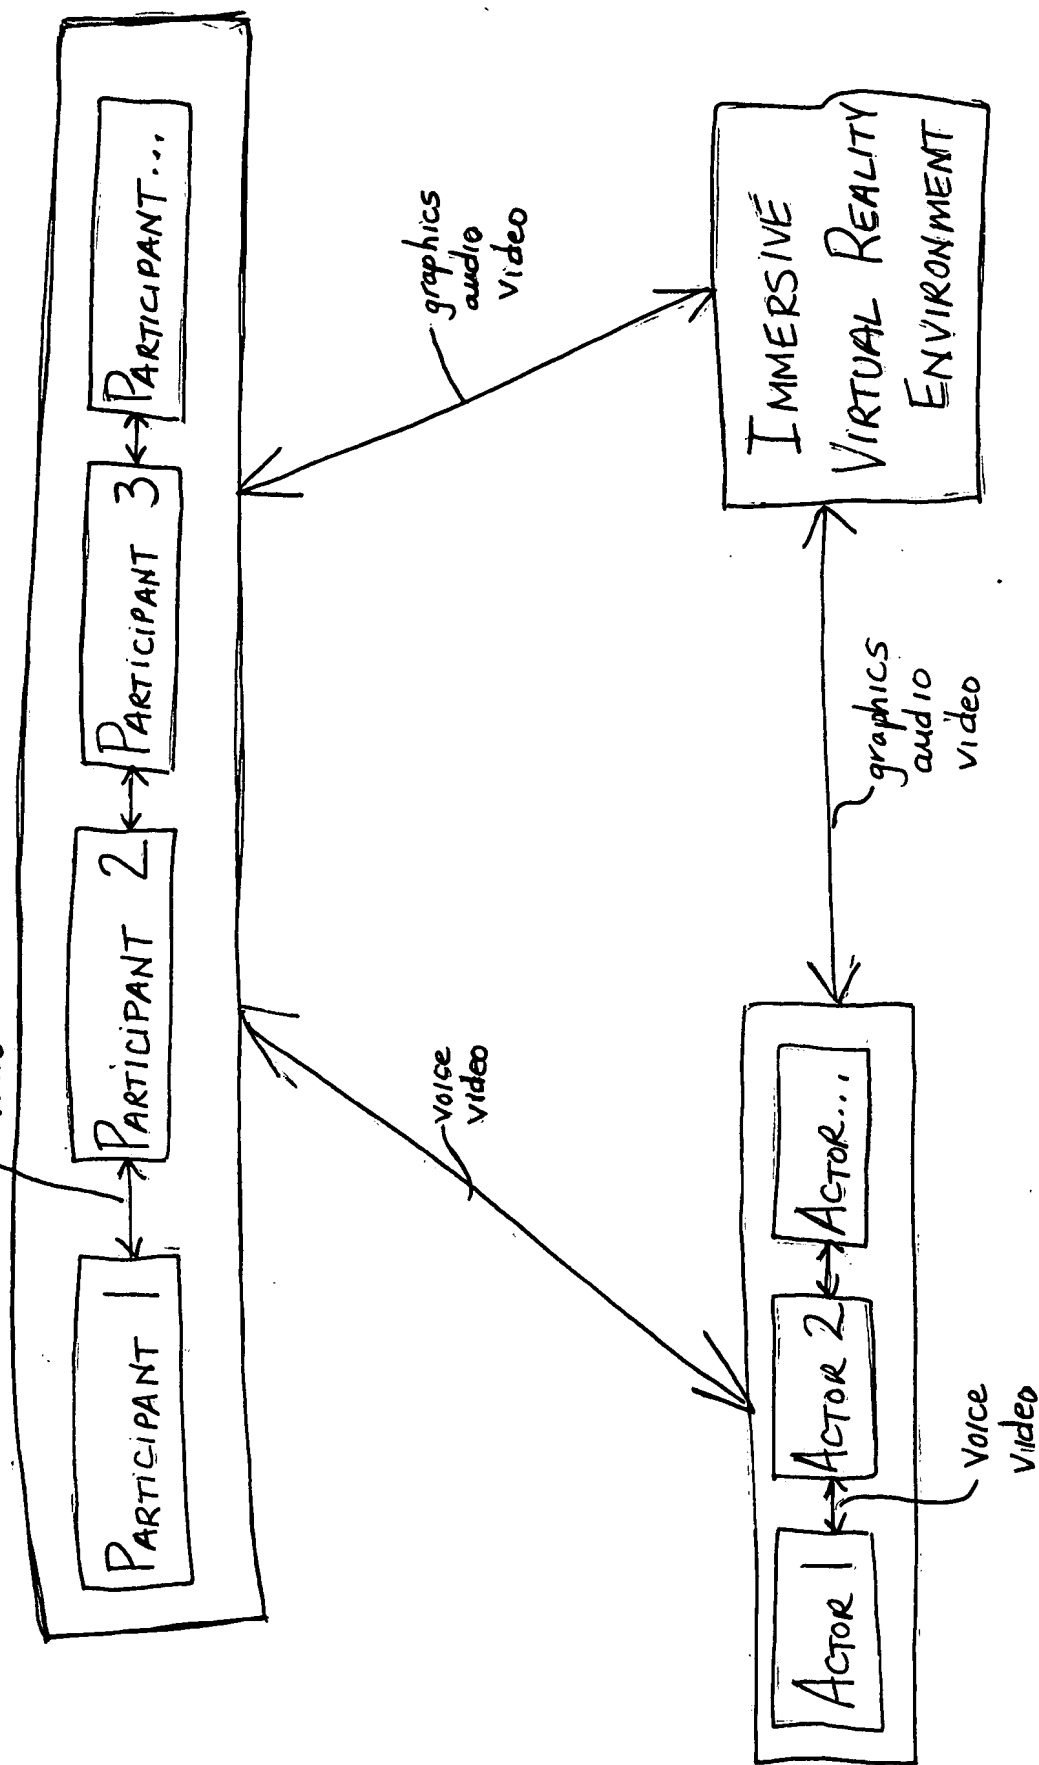 PARTICIPANT 1
PARTICIPANT 2
PARTICIPANT 3
PARTICIPANT...
voice
video
graphics
audio
video
ACTOR 1
ACTOR 2
ACTOR...
voice
video
graphics
audio
video
IMMERSIVE
VIRTUAL REALITY
ENVIRONMENT